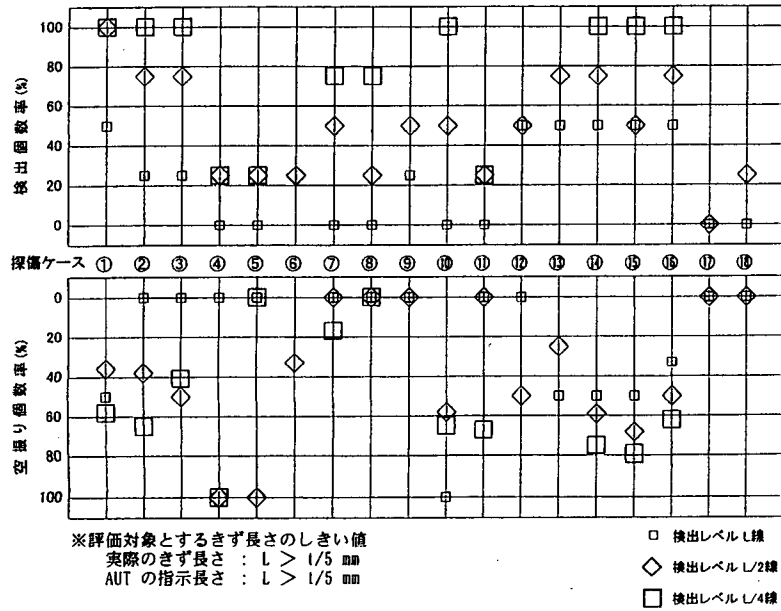 検出個数率(%)
100
80
60
40
20
0
探傷ケース ① ② ③ ④ ⑤ ⑥ ⑦ ⑧ ⑨ ⑩ ⑪ ⑫ ⑬ ⑭ ⑮ ⑯ ⑰ ⑱
空振り個数率(%)
0
20
40
60
80
100
※評価対象とするきず長さのしきい値
実際のきず長さ : L > t/5 mm
AUT の指示長さ : L > t/5 mm
検出レベル L線
検出レベル L/2線
検出レベル L/4線